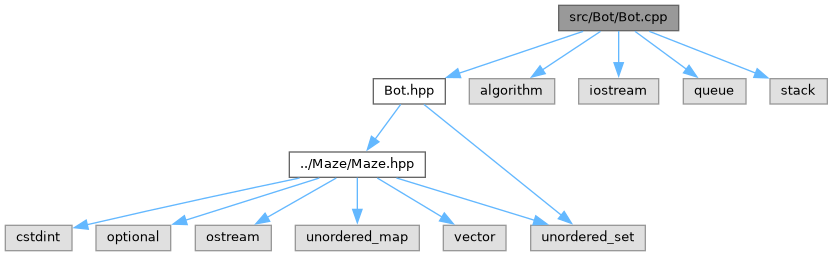 src/Bot/Bot.cpp
Bot.hpp
algorithm
iostream
queue
stack
../Maze/Maze.hpp
cstdint
optional
ostream
unordered_map
vector
unordered_set